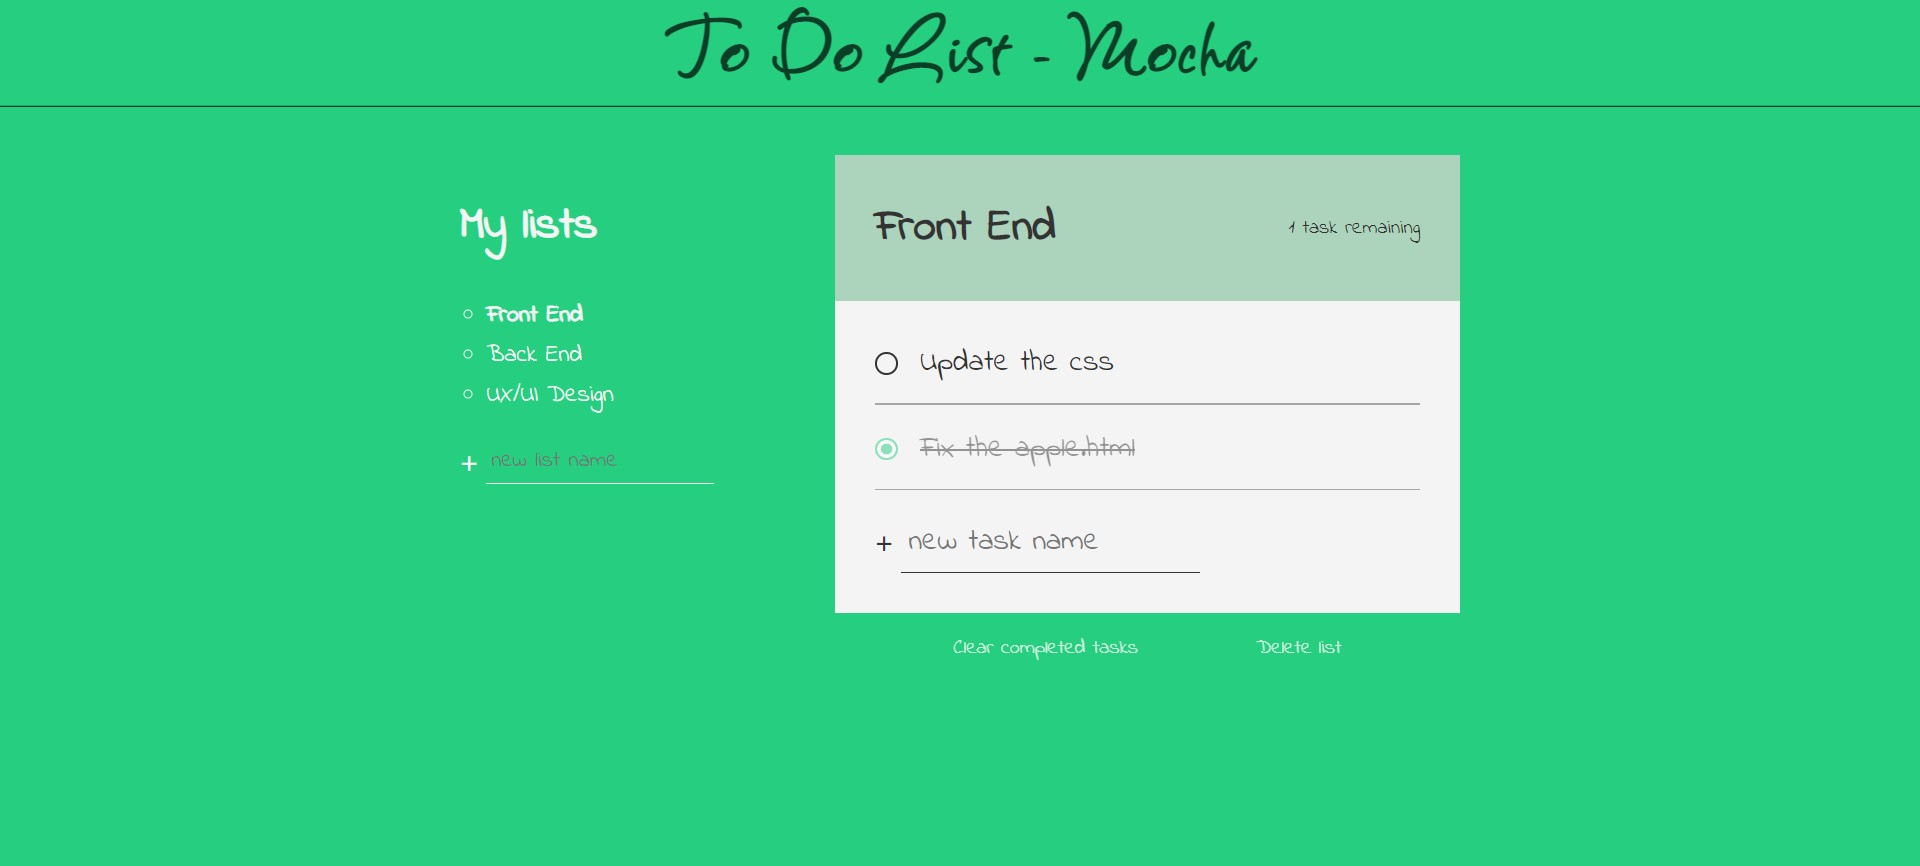 To Do List - Mocha
My lists
Front End
Back End
UX/UI Design
+ new list name
Front End
1 task remaining
Update the css
Fix the apple.html
+ new task name
Clear completed tasks
Delete list